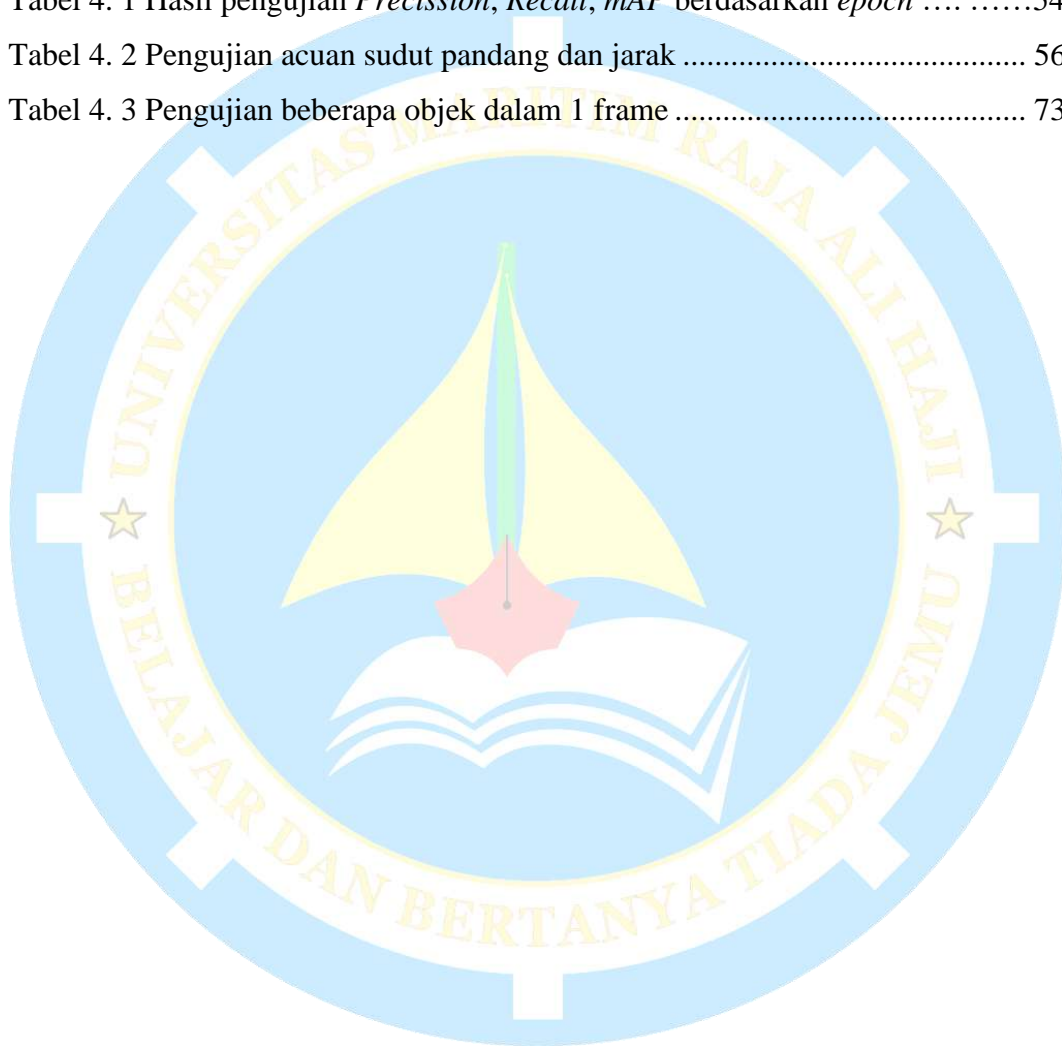 Tabel 4. 1 Hasil pengujian Precission, Recall, mAP berdasarkan epoch …. ……54
Tabel 4. 2 Pengujian acuan sudut pandang dan jarak ..................................... 56
Tabel 4. 3 Pengujian beberapa objek dalam 1 frame ...................................... 73
UNIVERSITAS MARITIM RAJA ALI HAJI
BELAJAR DAN BERTANYA TIADA JEMU